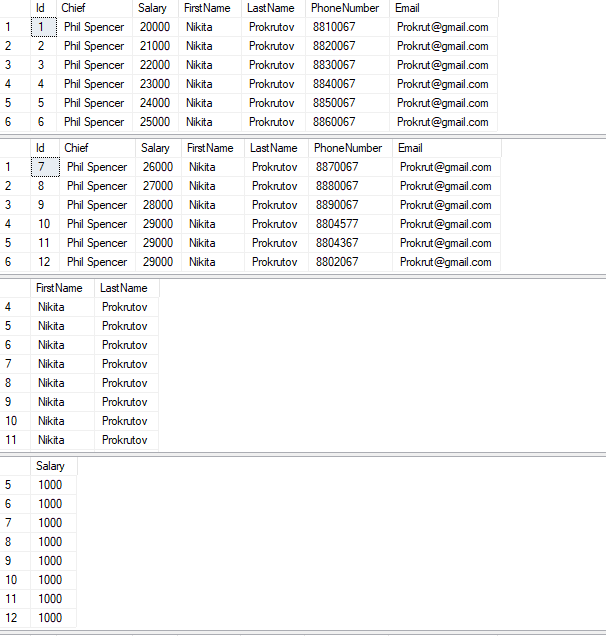 Id Chief Salary FirstName LastName PhoneNumber Email
1 1 Phil Spencer 20000 Nikita Prokrutov 8810067 Prokrut@gmail.com
2 2 Phil Spencer 21000 Nikita Prokrutov 8820067 Prokrut@gmail.com
3 3 Phil Spencer 22000 Nikita Prokrutov 8830067 Prokrut@gmail.com
4 4 Phil Spencer 23000 Nikita Prokrutov 8840067 Prokrut@gmail.com
5 5 Phil Spencer 24000 Nikita Prokrutov 8850067 Prokrut@gmail.com
6 6 Phil Spencer 25000 Nikita Prokrutov 8860067 Prokrut@gmail.com
Id Chief Salary FirstName LastName PhoneNumber Email
1 7 Phil Spencer 26000 Nikita Prokrutov 8870067 Prokrut@gmail.com
2 8 Phil Spencer 27000 Nikita Prokrutov 8880067 Prokrut@gmail.com
3 9 Phil Spencer 28000 Nikita Prokrutov 8890067 Prokrut@gmail.com
4 10 Phil Spencer 29000 Nikita Prokrutov 8804577 Prokrut@gmail.com
5 11 Phil Spencer 29000 Nikita Prokrutov 8804367 Prokrut@gmail.com
6 12 Phil Spencer 29000 Nikita Prokrutov 8802067 Prokrut@gmail.com
FirstName LastName
4 Nikita Prokrutov
5 Nikita Prokrutov
6 Nikita Prokrutov
7 Nikita Prokrutov
8 Nikita Prokrutov
9 Nikita Prokrutov
10 Nikita Prokrutov
11 Nikita Prokrutov
Salary
5 1000
6 1000
7 1000
8 1000
9 1000
10 1000
11 1000
12 1000